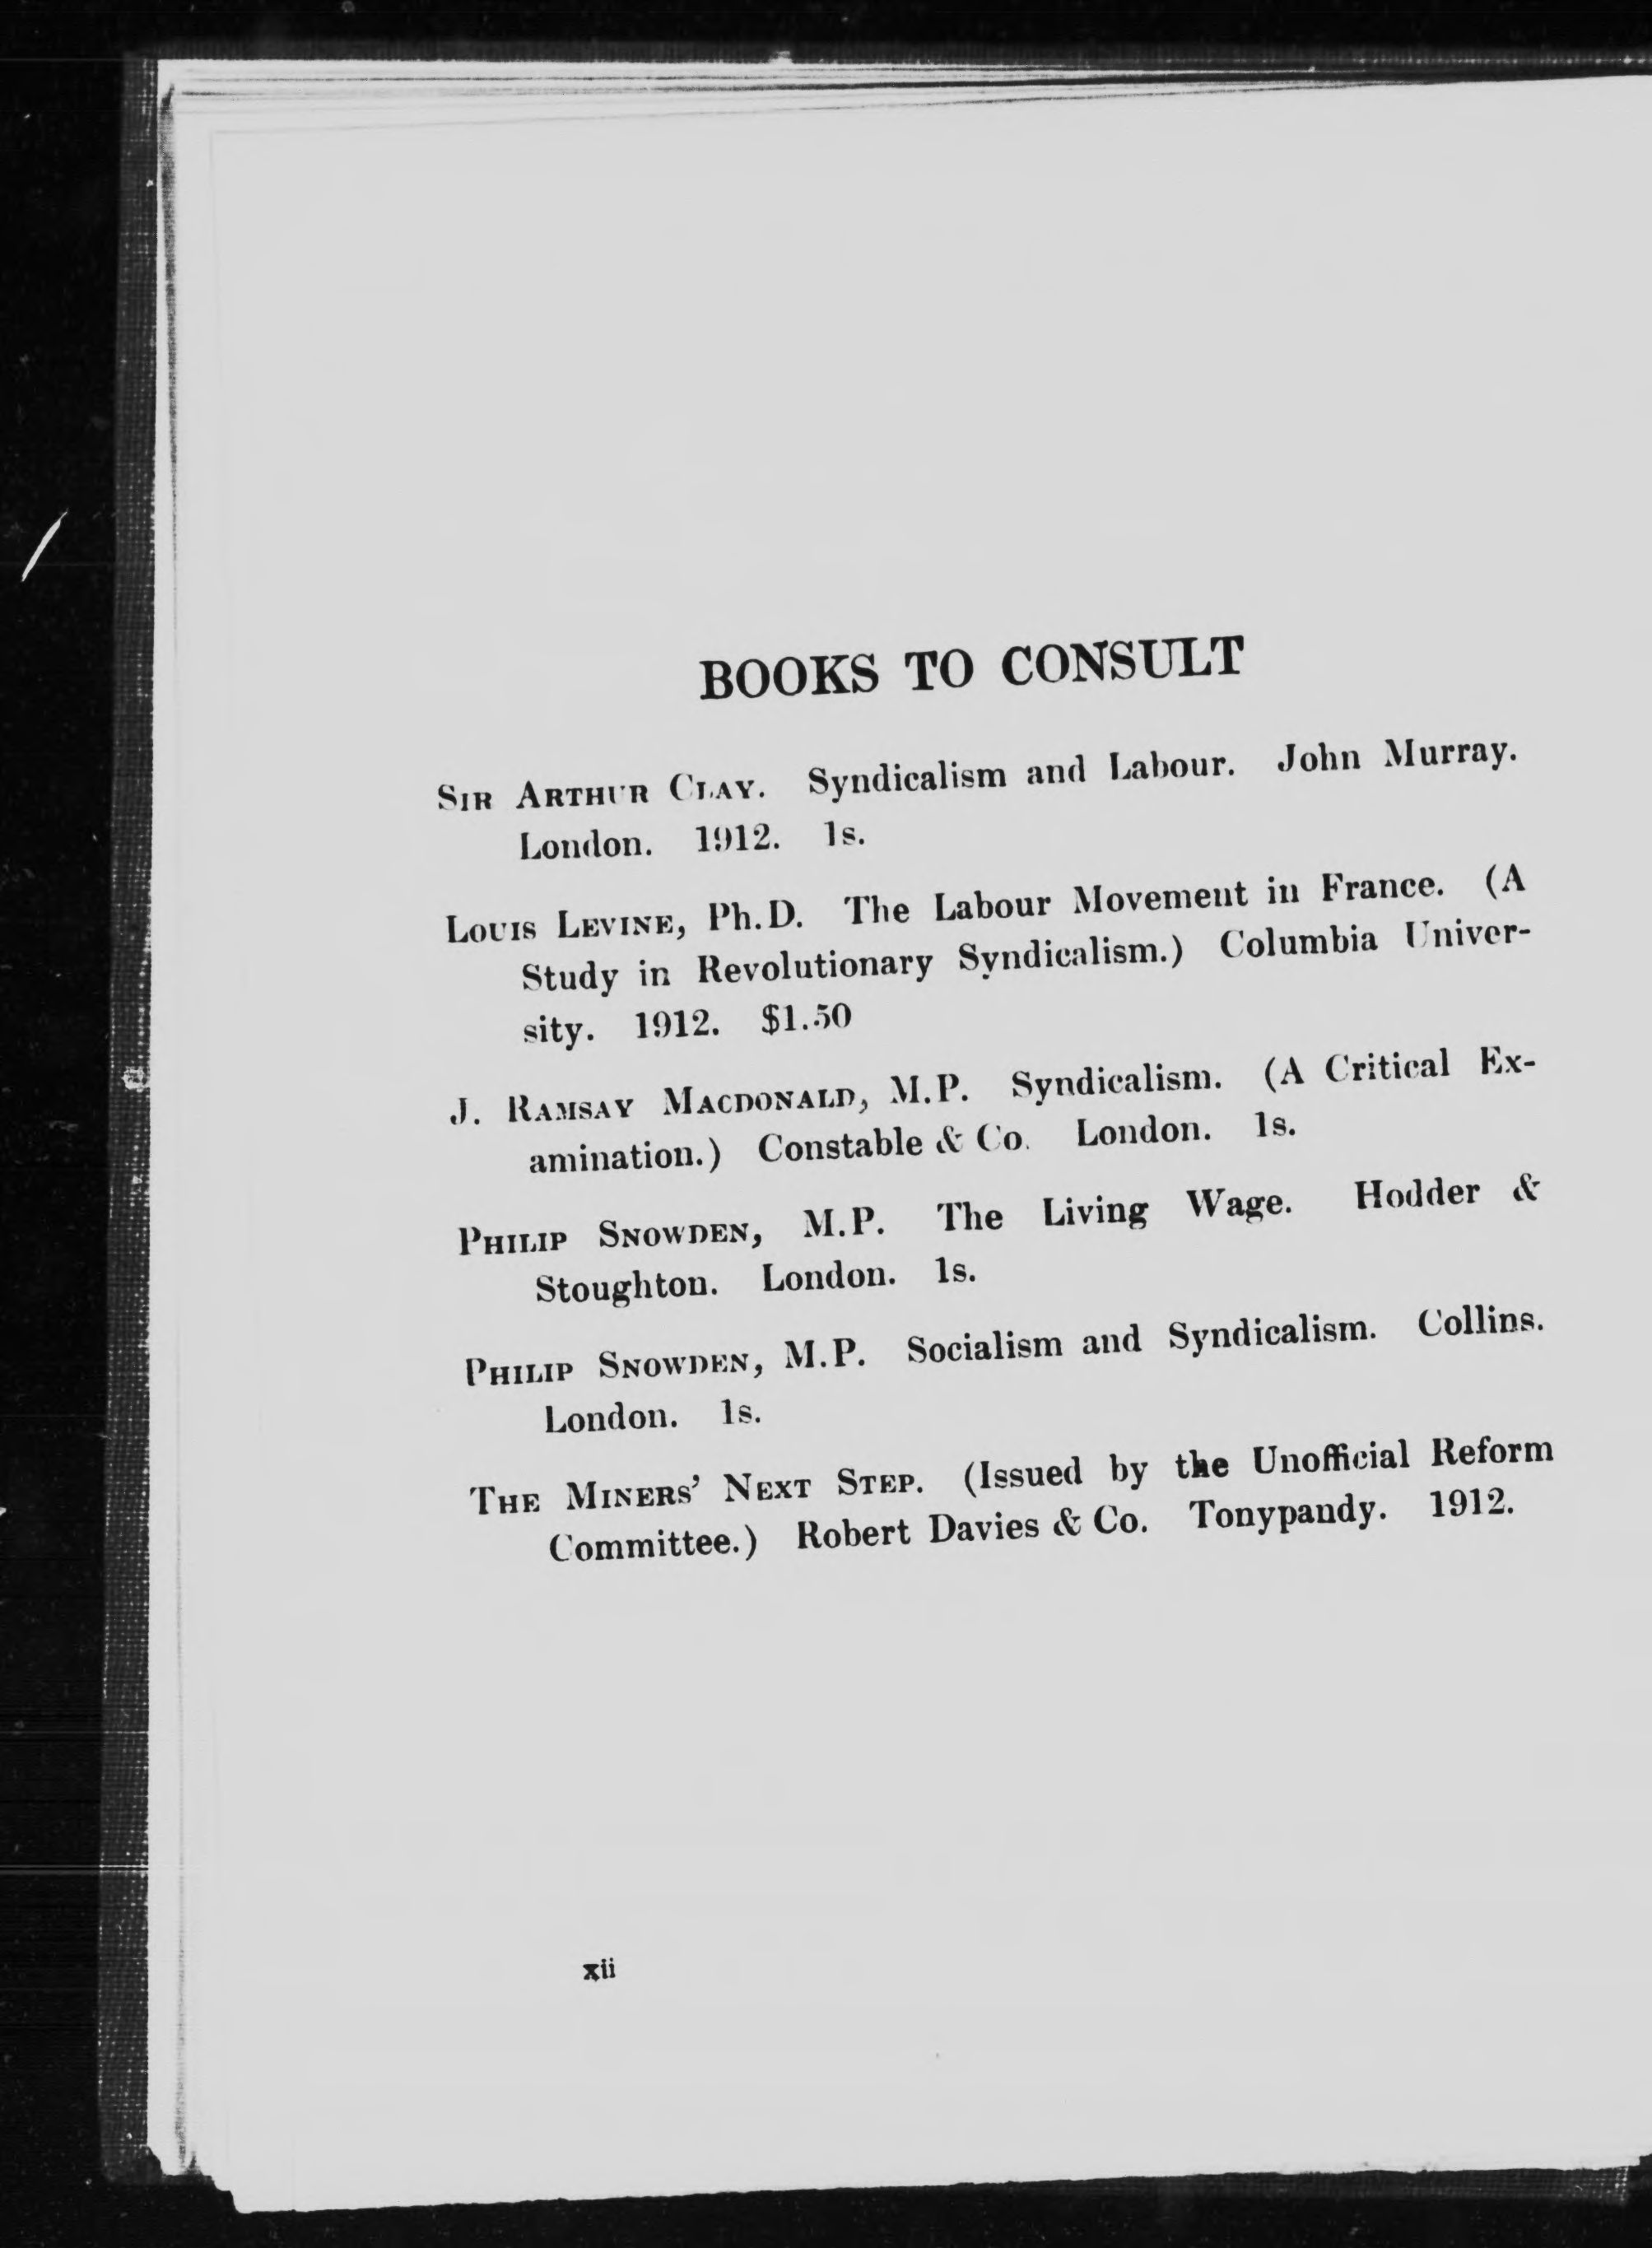 BOOKS TO CONSULT
SIR ARTHUR CLAY. Syndicalism and Labour. John Murray.
London. 1912. 1s.
LOUIS LEVINE, Ph.D. The Labour Movement in France. (A
Study in Revolutionary Syndicalism.) Columbia Univer-
sity. 1912. $1.50
J. RAMSAY MACDONALD, M.P. Syndicalism. (A Critical Ex-
amination.) Constable & Co. London. 1s.
PHILIP SNOWDEN, M.P. The Living Wage. Hodder &
Stoughton. London. 1s.
PHILIP SNOWDEN, M.P. Socialism and Syndicalism. Collins.
London. 1s.
THE MINERS' NEXT STEP. (Issued by the Unofficial Reform
Committee.) Robert Davies & Co. Tonypandy. 1912.
xii